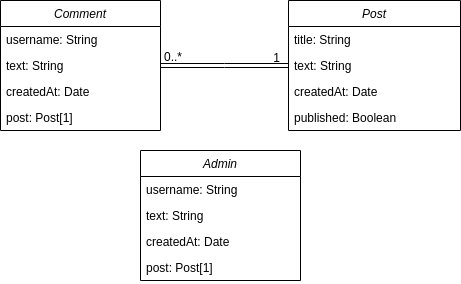 Comment
username: String
text: String
createdAt: Date
post: Post[1]
0..*
1
Post
title: String
text: String
createdAt: Date
published: Boolean
Admin
username: String
text: String
createdAt: Date
post: Post[1]